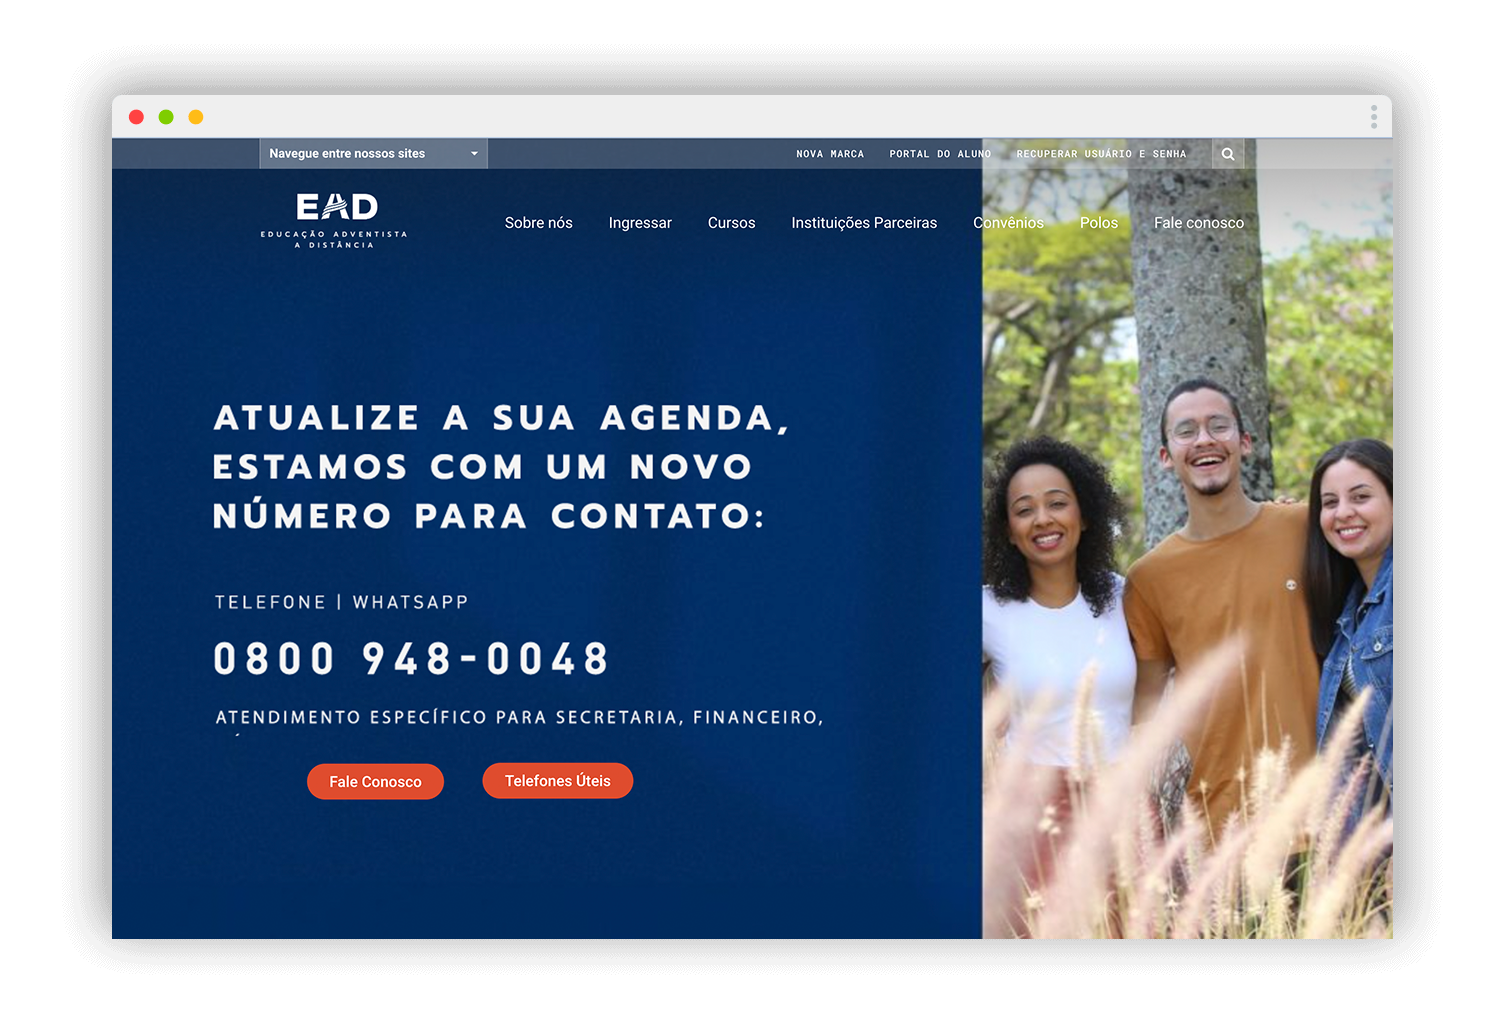 Navegue entre nossos sites
NOVA MARCA
PORTAL DO ALUNO
RECUPERAR USUÁRIO E SENHA
EAD
EDUCAÇÃO ADVENTISTA
A DISTÂNCIA
Sobre nós
Ingressar
Cursos
Instituições Parceiras
Convênios
Polos
Fale conosco
ATUALIZE A SUA AGENDA,
ESTAMOS COM UM NOVO
NÚMERO PARA CONTATO:
TELEFONE | WHATSAPP
0800 948-0048
ATENDIMENTO ESPECÍFICO PARA SECRETARIA, FINANCEIRO,
Fale Conosco
Telefones Úteis